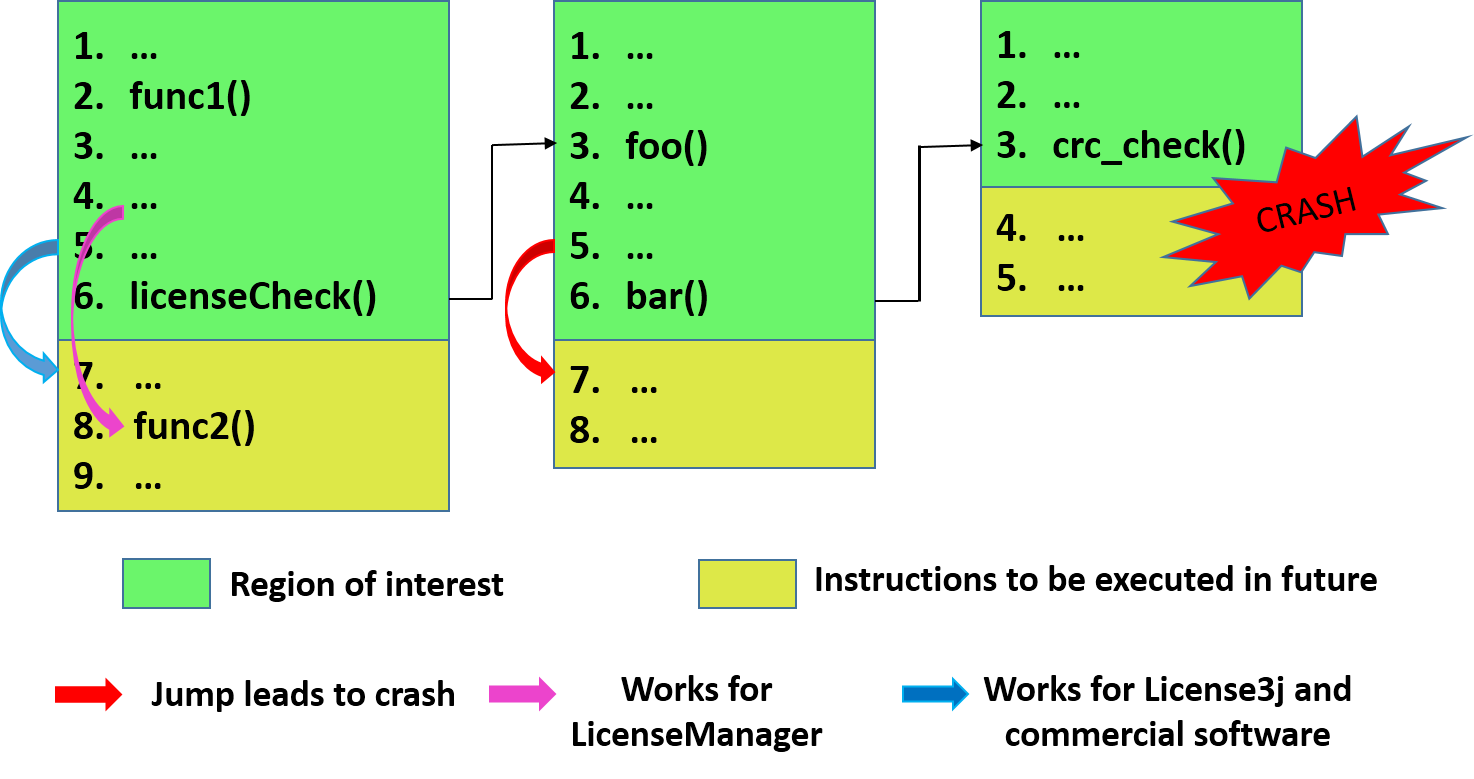 1. ...
2. func1()
3. ...
4. ...
5. ...
6. licenseCheck()
7. ...
8. func2()
9. ...
1. ...
2. ...
3. foo()
4. ...
5. ...
6. bar()
7. ...
8. ...
1. ...
2. ...
3. crc_check()
4. ...
5. ...
CRASH
Region of interest
Instructions to be executed in future
Jump leads to crash
Works for
LicenseManager
Works for License3j and
commercial software